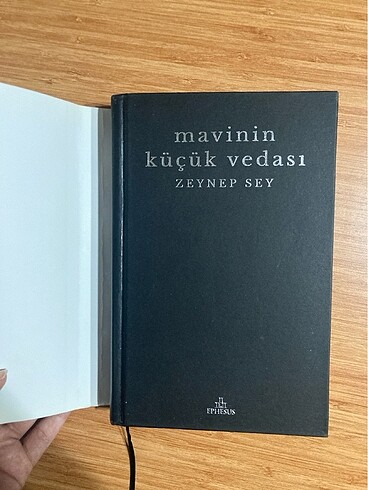 mavinin
küçük vedası
ZEYNEP SEY
EPHESUS